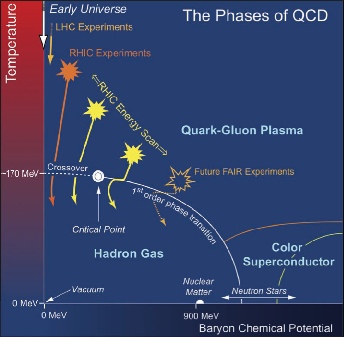 Early Universe
The Phases of QCD
Temperature
LHC Experiments
RHIC Experiments
RHIC Energy Scan
Quark-Gluon Plasma
Crossover
Future FAIR Experiments
~170 MeV
1st order phase transition
Critical Point
Hadron Gas
Color
Superconductor
Nuclear
Matter
Neutron Stars
Vacuum
0 MeV
0 MeV
900 MeV
Baryon Chemical Potential